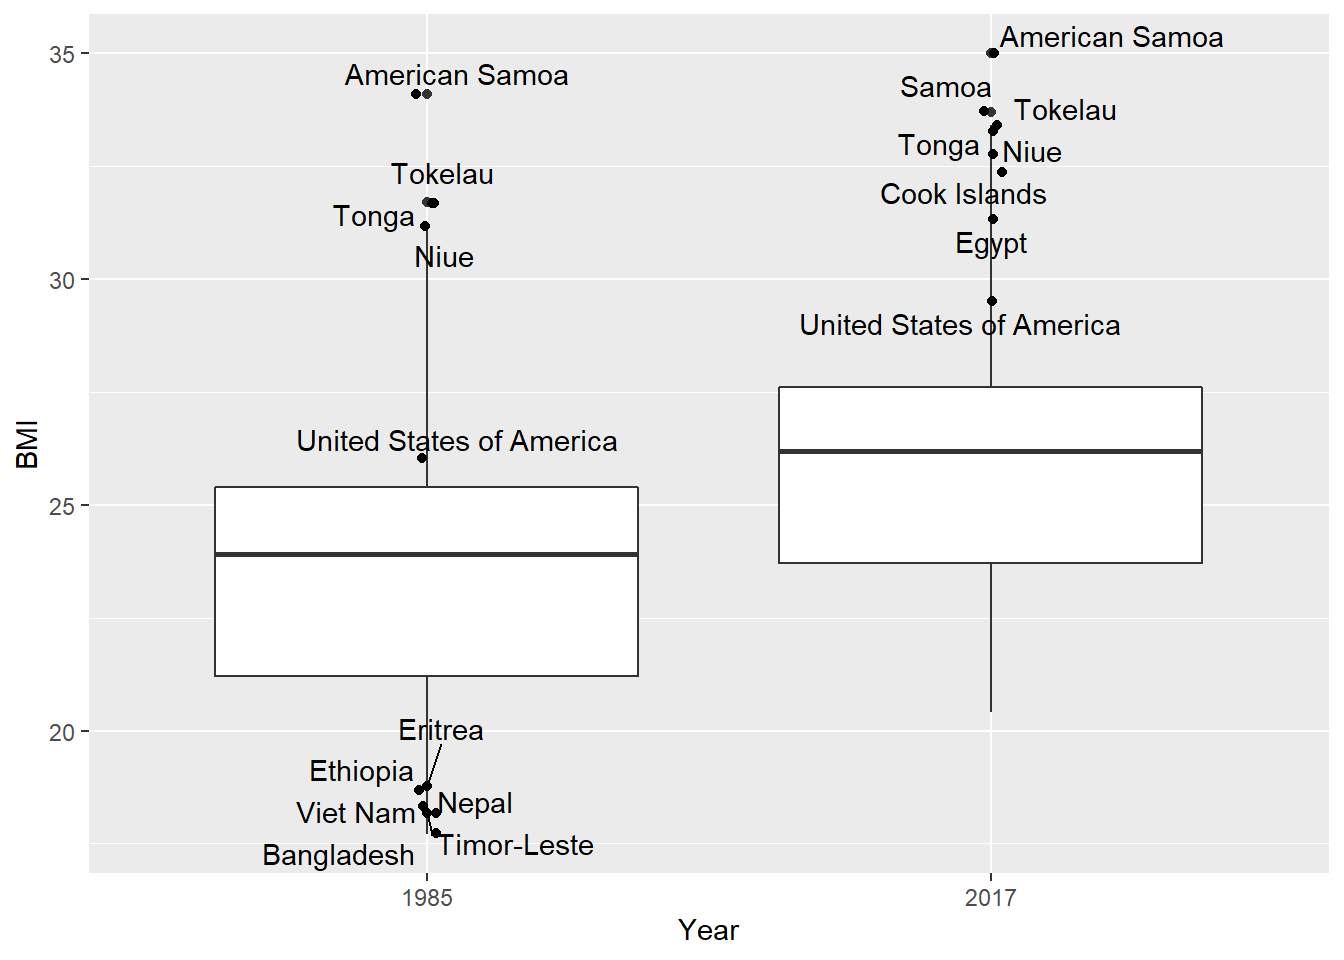 35
American Samoa
American Samoa
Samoa
Tokelau
Tonga
Niue
Tokelau
Tonga
Cook Islands
Niue
Egypt
30
United States of America
BMI
United States of America
25
20
Eritrea
Ethiopia
Nepal
Viet Nam
Timor-Leste
Bangladesh
1985
2017
Year